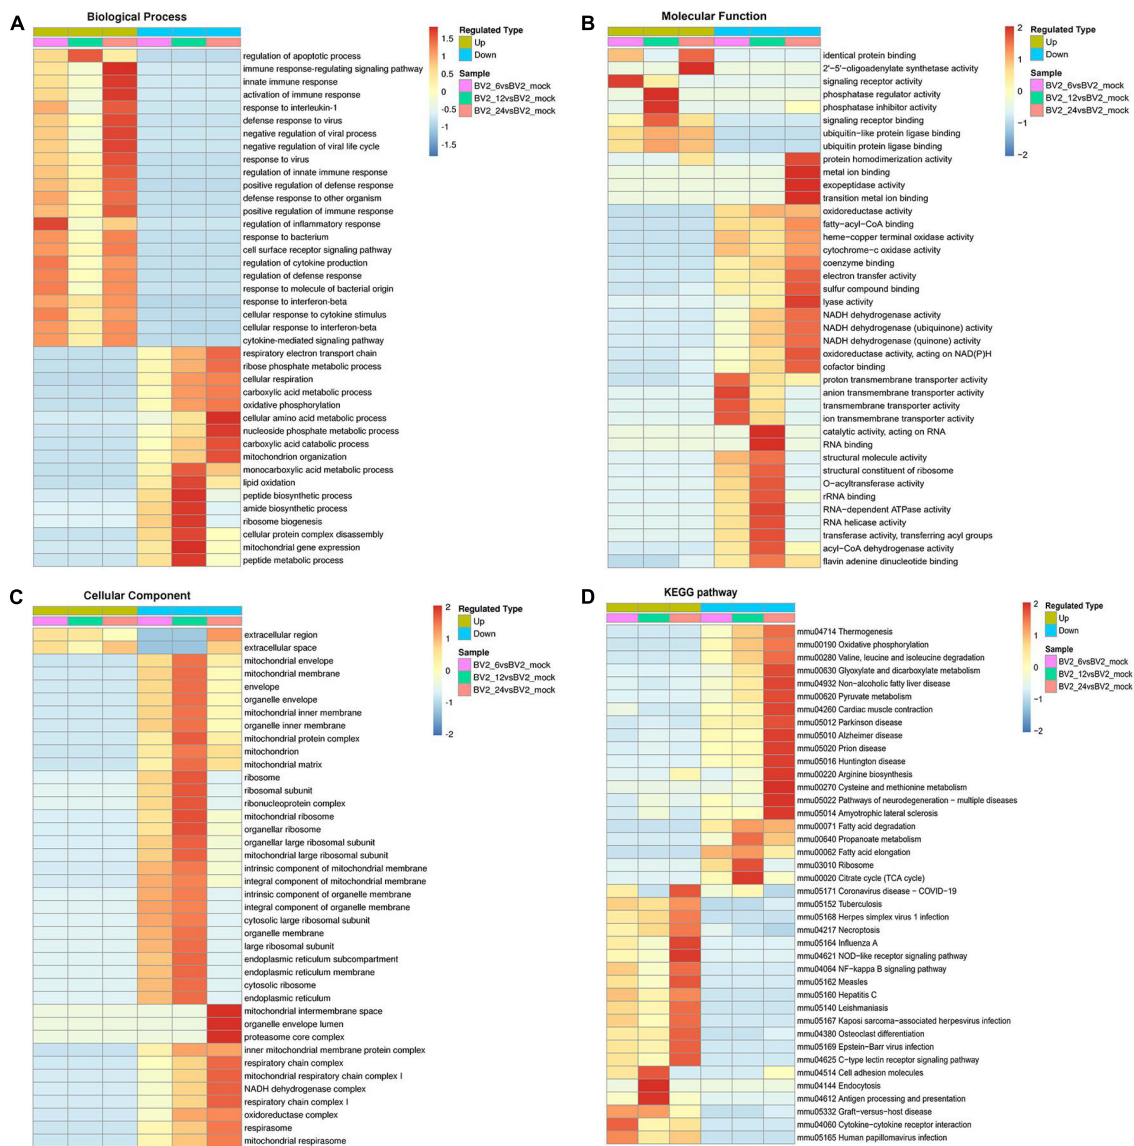 A
Biological Process
regulation of apoptotic process
immune response-regulating signaling pathway
innate immune response
activation of immune response
response to interleukin-1
defense response to virus
negative regulation of viral process
negative regulation of viral life cycle
response to virus
regulation of innate immune response
positive regulation of defense response
defense response to other organism
positive regulation of immune response
regulation of inflammatory response
response to bacterium
cell surface receptor signaling pathway
regulation of cytokine production
regulation of defense response
response to molecule of bacterial origin
response to interferon-beta
cellular response to cytokine stimulus
cellular response to interferon-beta
cytokine-mediated signaling pathway
respiratory electron transport chain
ribose phosphate metabolic process
cellular respiration
carboxylic acid metabolic process
oxidative phosphorylation
cellular amino acid metabolic process
nucleoside phosphate metabolic process
carboxylic acid catabolic process
mitochondrion organization
monocarboxylic acid metabolic process
lipid oxidation
peptide biosynthetic process
amide biosynthetic process
ribosome biogenesis
cellular protein complex disassembly
mitochondrial gene expression
peptide metabolic process
1.5
1
0.5
0
-0.5
-1
-1.5
Regulated Type
Up
Down
Sample
BV2_6vsBV2_mock
BV2_12vsBV2_mock
BV2_24vsBV2_mock
B
Molecular Function
identical protein binding
2'-5'-oligoadenylate synthetase activity
signaling receptor activity
phosphatase regulator activity
phosphatase inhibitor activity
signaling receptor binding
ubiquitin-like protein ligase binding
ubiquitin protein ligase binding
protein homodimerization activity
metal ion binding
exopeptidase activity
transition metal ion binding
oxidoreductase activity
fatty-acyl-CoA binding
heme-copper terminal oxidase activity
cytochrome-c oxidase activity
coenzyme binding
electron transfer activity
sulfur compound binding
lyase activity
NADH dehydrogenase activity
NADH dehydrogenase (ubiquinone) activity
NADH dehydrogenase (quinone) activity
oxidoreductase activity, acting on NAD(P)H
cofactor binding
proton transmembrane transporter activity
anion transmembrane transporter activity
transmembrane transporter activity
ion transmembrane transporter activity
catalytic activity, acting on RNA
RNA binding
structural molecule activity
structural constituent of ribosome
O-acyltransferase activity
rRNA binding
RNA-dependent ATPase activity
RNA helicase activity
transferase activity, transferring acyl groups
acyl-CoA dehydrogenase activity
flavin adenine dinucleotide binding
2
1
0
-1
-2
Regulated Type
Up
Down
Sample
BV2_6vsBV2_mock
BV2_12vsBV2_mock
BV2_24vsBV2_mock
C
Cellular Component
extracellular region
extracellular space
mitochondrial envelope
mitochondrial membrane
envelope
organelle envelope
mitochondrial inner membrane
organelle inner membrane
mitochondrial protein complex
mitochondrion
mitochondrial matrix
ribosome
ribosomal subunit
ribonucleoprotein complex
mitochondrial ribosome
organellar ribosome
organellar large ribosomal subunit
mitochondrial large ribosomal subunit
intrinsic component of mitochondrial membrane
integral component of mitochondrial membrane
intrinsic component of organelle membrane
integral component of organelle membrane
cytosolic large ribosomal subunit
organelle membrane
large ribosomal subunit
endoplasmic reticulum subcompartment
endoplasmic reticulum membrane
cytosolic ribosome
endoplasmic reticulum
mitochondrial intermembrane space
organelle envelope lumen
proteasome core complex
inner mitochondrial membrane protein complex
respiratory chain complex
mitochondrial respiratory chain complex I
NADH dehydrogenase complex
respiratory chain complex I
oxidoreductase complex
respirasome
mitochondrial respirasome
2
1
0
-1
-2
Regulated Type
Up
Down
Sample
BV2_6vsBV2_mock
BV2_12vsBV2_mock
BV2_24vsBV2_mock
D
KEGG pathway
mmu04714 Thermogenesis
mmu00190 Oxidative phosphorylation
mmu00280 Valine, leucine and isoleucine degradation
mmu00630 Glyoxylate and dicarboxylate metabolism
mmu04932 Non-alcoholic fatty liver disease
mmu00620 Pyruvate metabolism
mmu04260 Cardiac muscle contraction
mmu05012 Parkinson disease
mmu05010 Alzheimer disease
mmu05020 Prion disease
mmu05016 Huntington disease
mmu00220 Arginine biosynthesis
mmu00270 Cysteine and methionine metabolism
mmu05022 Pathways of neurodegeneration - multiple diseases
mmu05014 Amyotrophic lateral sclerosis
mmu00071 Fatty acid degradation
mmu00640 Propanoate metabolism
mmu00062 Fatty acid elongation
mmu03010 Ribosome
mmu00020 Citrate cycle (TCA cycle)
mmu05171 Coronavirus disease - COVID-19
mmu05152 Tuberculosis
mmu05168 Herpes simplex virus 1 infection
mmu04217 Necroptosis
mmu05164 Influenza A
mmu04621 NOD-like receptor signaling pathway
mmu04064 NF-kappa B signaling pathway
mmu05162 Measles
mmu05160 Hepatitis C
mmu05140 Leishmaniasis
mmu05167 Kaposi sarcoma-associated herpesvirus infection
mmu04380 Osteoclast differentiation
mmu05169 Epstein-Barr virus infection
mmu04625 C-type lectin receptor signaling pathway
mmu04514 Cell adhesion molecules
mmu04144 Endocytosis
mmu04612 Antigen processing and presentation
mmu05332 Graft-versus-host disease
mmu04060 Cytokine-cytokine receptor interaction
mmu05165 Human papillomavirus infection
2
1
0
-1
-2
Regulated Type
Up
Down
Sample
BV2_6vsBV2_mock
BV2_12vsBV2_mock
BV2_24vsBV2_mock